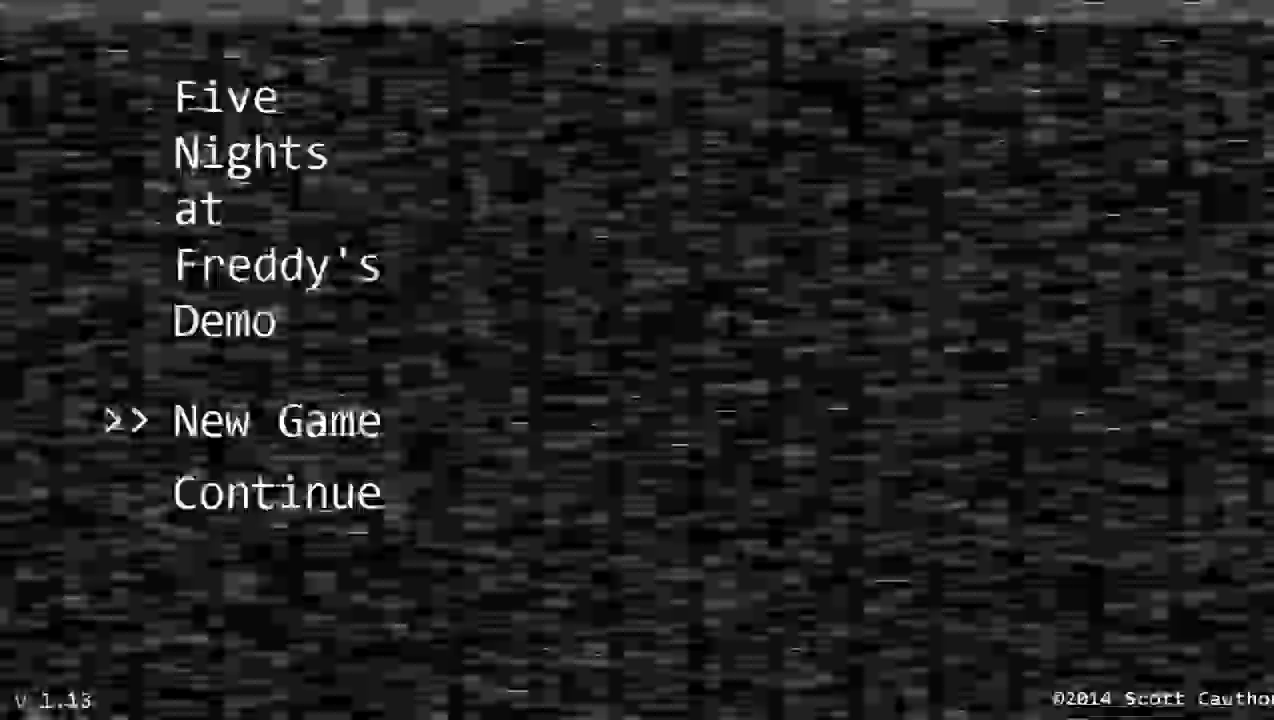 Five
Nights
at
Freddy's
Demo
>> New Game
Continue
v 1.13
©2014 Scott Cawthon